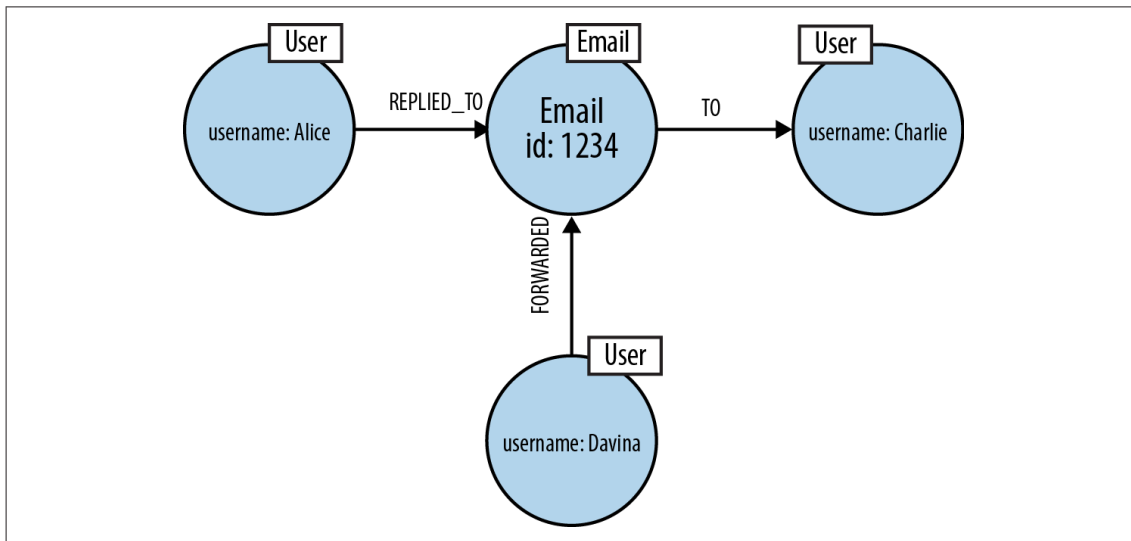 User
Email
User
username: Alice
REPLIED_TO
Email
id: 1234
TO
username: Charlie
FORWARDED
User
username: Davina